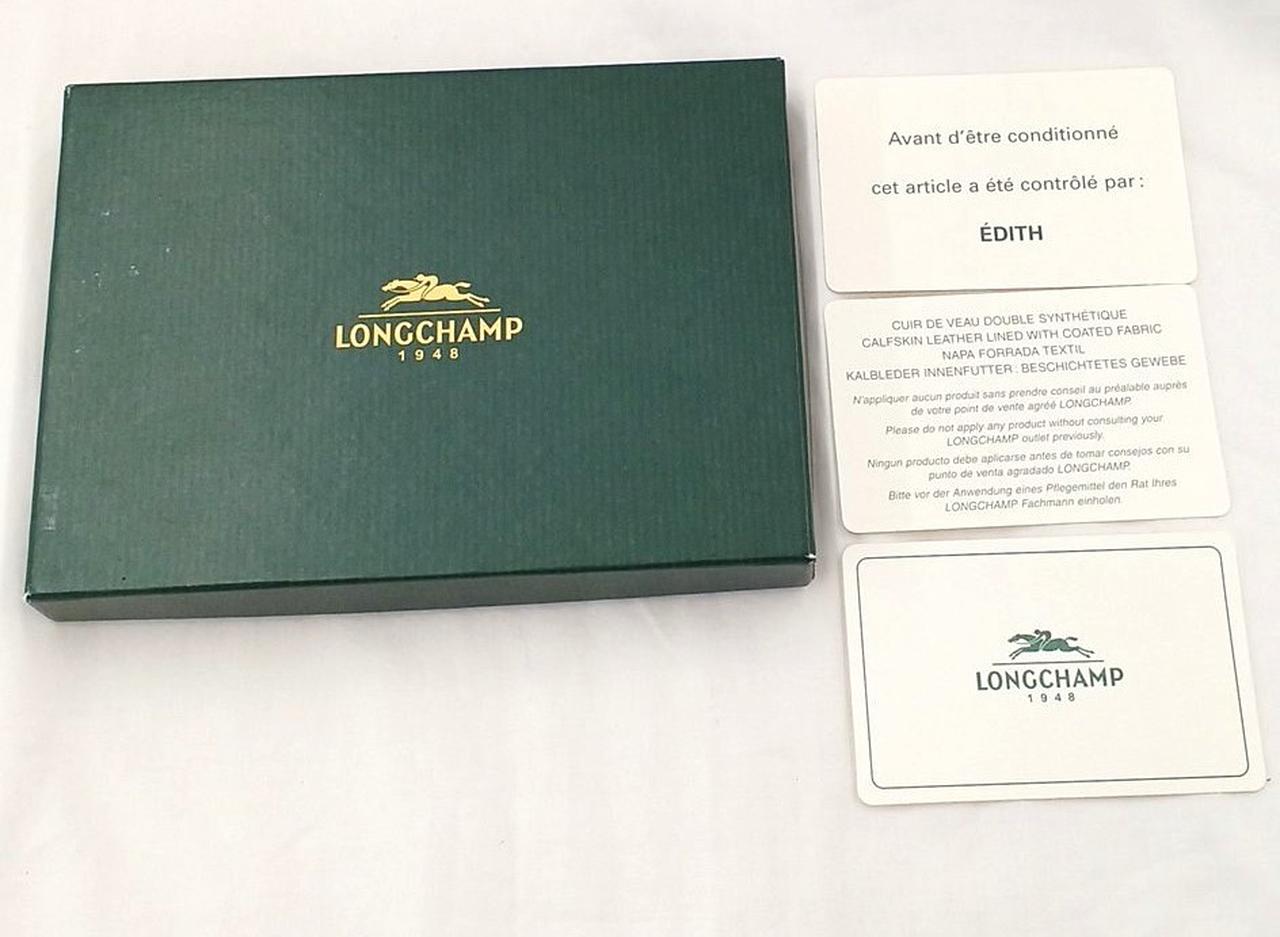 LONGCHAMP
1948
Avant d'être conditionné
cet article a été contrôlé par :
ÉDITH
CUIR DE VEAU DOUBLE SYNTHÉTIQUE
CALFSKIN LEATHER LINED WITH COATED FABRIC
NAPA FORRADA TEXTIL
KALBLEDER INNENFUTTER : BESCHICHTETES GEWEBE
N'appliquer aucun produit sans prendre conseil au préalable auprès
de votre point de vente agréé LONGCHAMP.
Please do not apply any product without consulting your
LONGCHAMP outlet previously.
Ningun producto debe aplicarse antes de tomar consejos con su
punto de venta agradado LONGCHAMP.
Bitte vor der Anwendung eines Pflegemittel den Rat Ihres
LONGCHAMP Fachmann einholen.
LONGCHAMP
1948